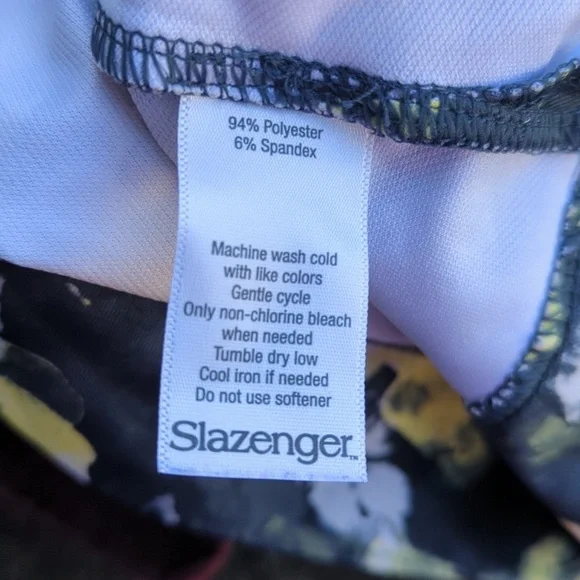 94% Polyester
6% Spandex
Machine wash cold
with like colors
Gentle cycle
Only non-chlorine bleach
when needed
Tumble dry low
Cool iron if needed
Do not use softener
Slazenger™